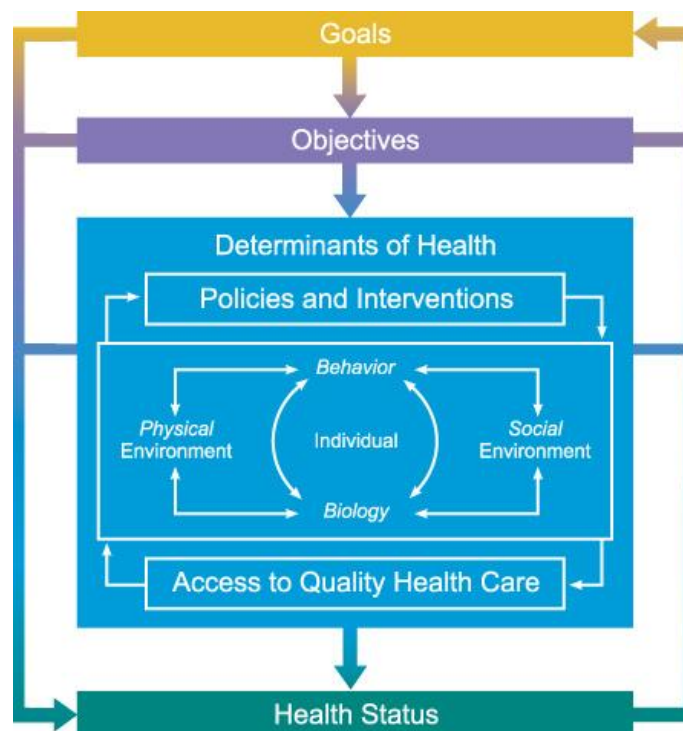 Goals
Objectives
Determinants of Health
Policies and Interventions
Behavior
Physical
Environment
Individual
Social
Environment
Biology
Access to Quality Health Care
Health Status